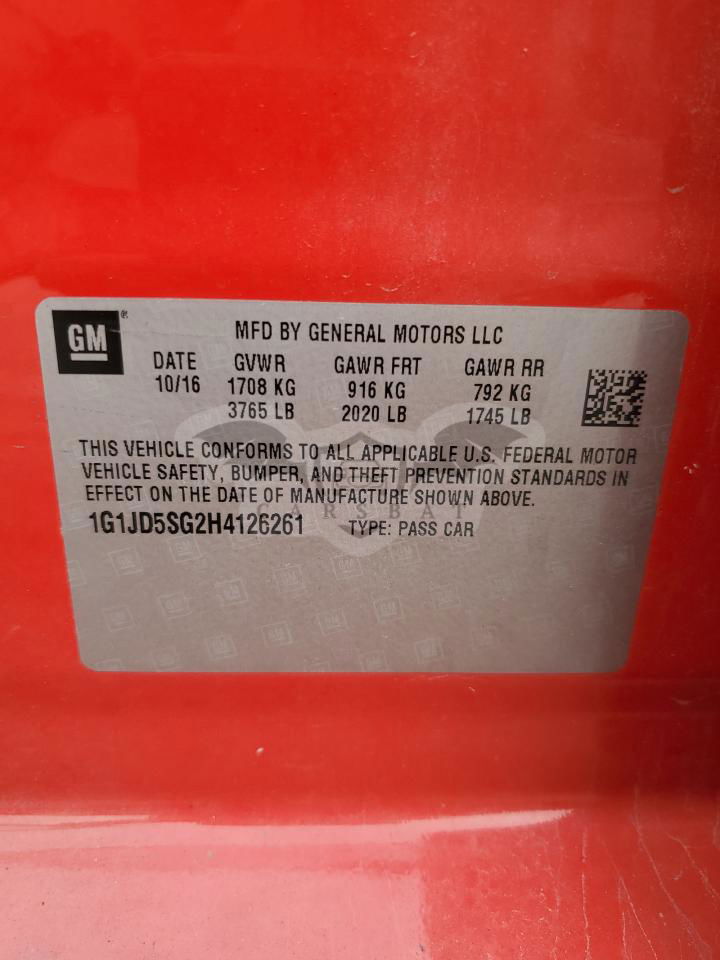 GM®
MFD BY GENERAL MOTORS LLC
DATE GVWR GAWR FRT GAWR RR
10/16 1708 KG 916 KG 792 KG
3765 LB 2020 LB 1745 LB
THIS VEHICLE CONFORMS TO ALL APPLICABLE U.S. FEDERAL MOTOR
VEHICLE SAFETY, BUMPER, AND THEFT PREVENTION STANDARDS IN
EFFECT ON THE DATE OF MANUFACTURE SHOWN ABOVE.
CARSBAT
1G1JD5SG2H4126261 TYPE: PASS CAR